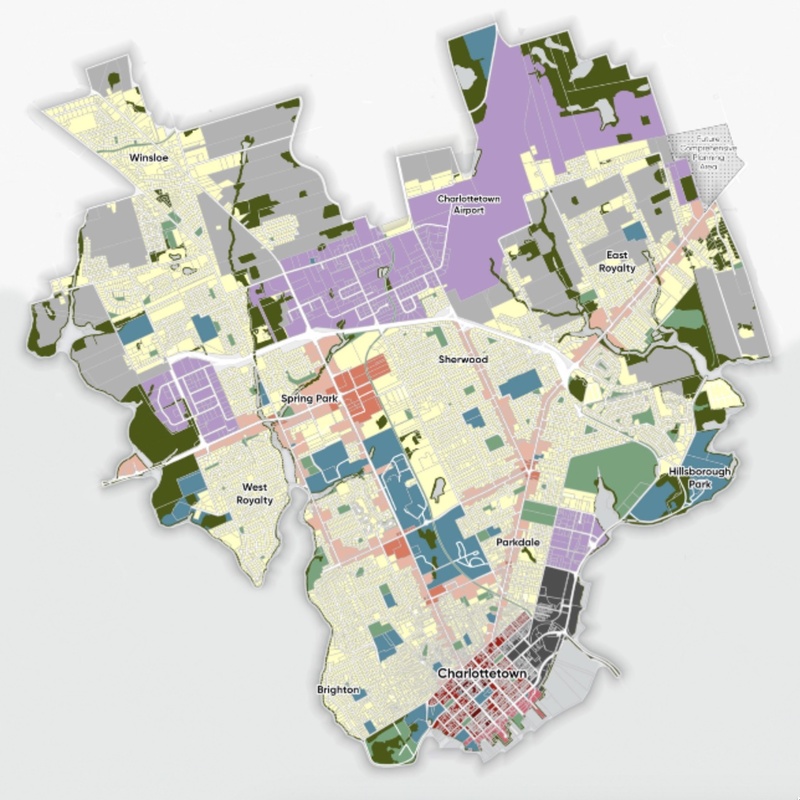 Winsloe
Future
Comprehensive
Planning
Area
Charlottetown
Airport
East
Royalty
Sherwood
Spring Park
West
Royalty
Hillsborough
Park
Parkdale
Charlottetown
Brighton